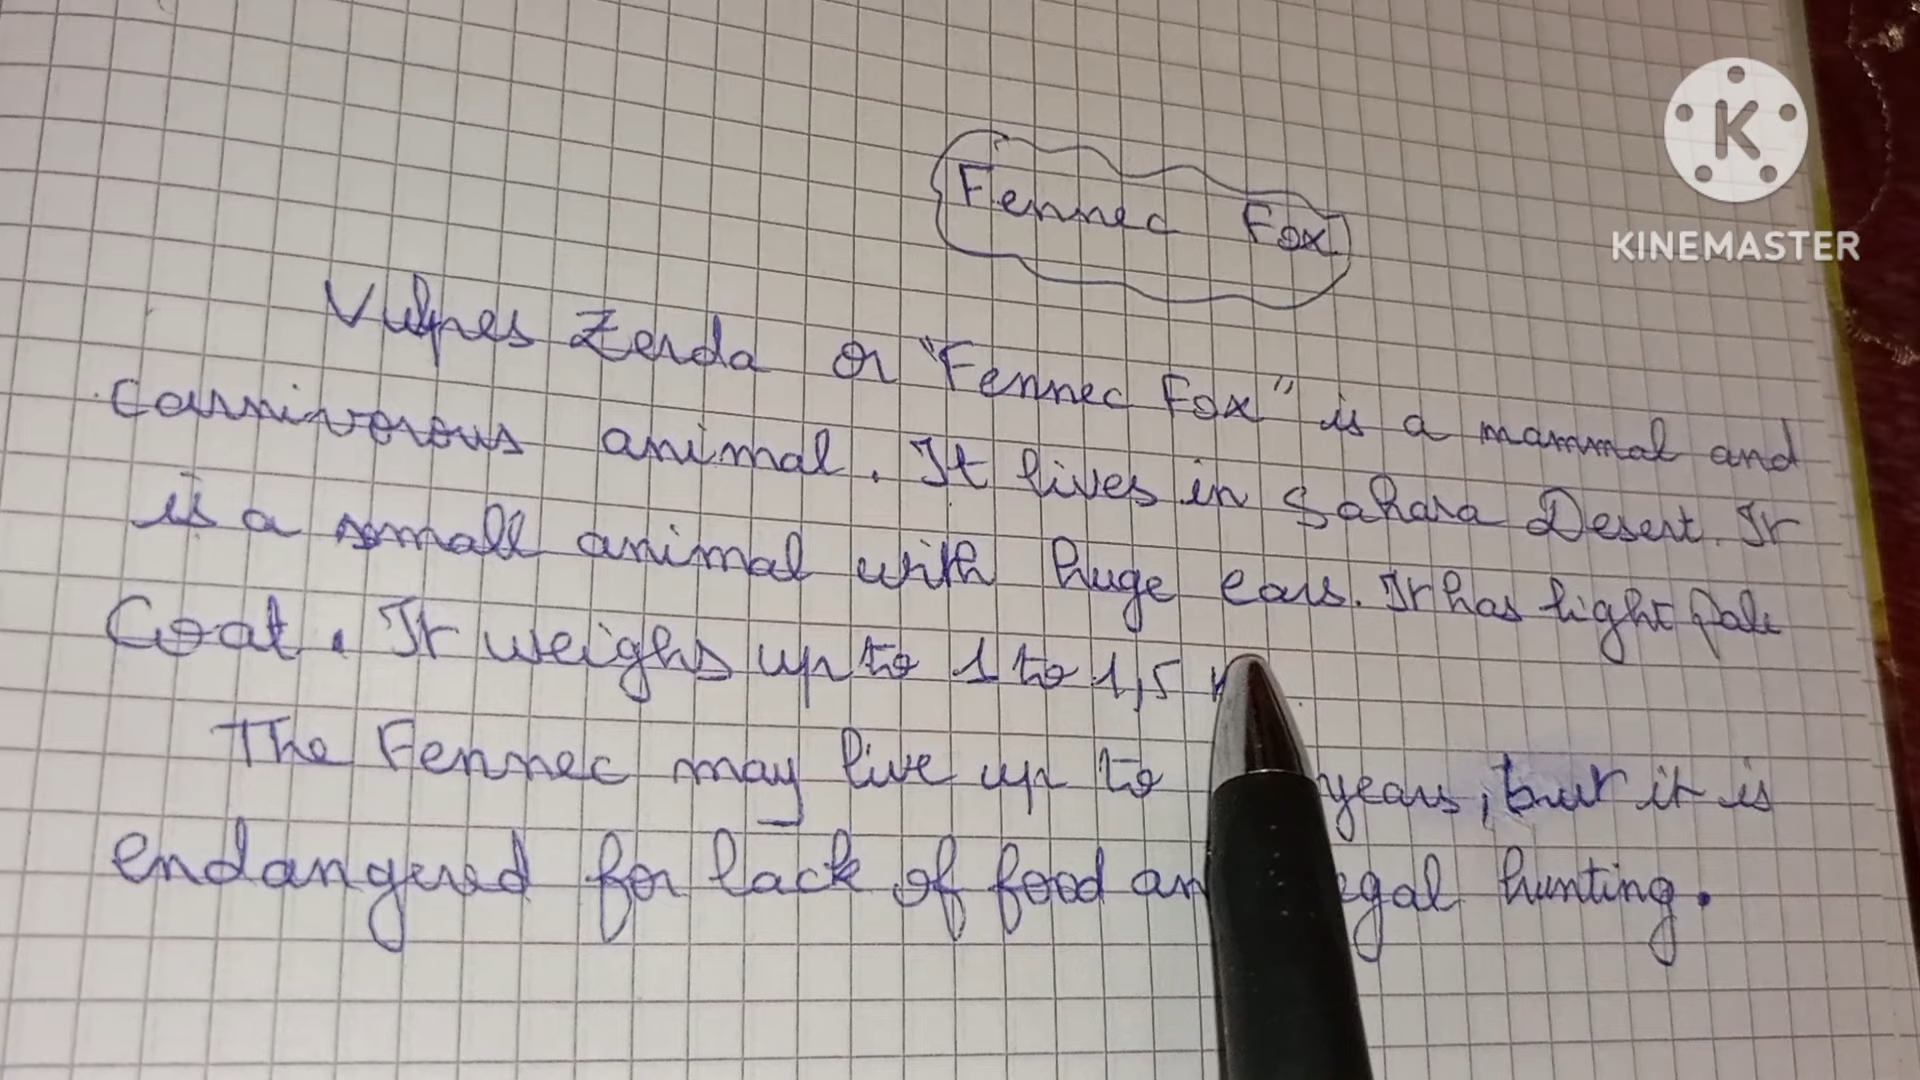 Fennec Fox
K
KINEMASTER
Vulpes Zerda or "Fennec Fox" is a mammal and
carnivorous animal. It lives in Sahara Desert. It
is a small animal with huge ears. It has light pale
Coat. It weighs up to 1 to 1,5
The Fennec may live up to years, but it is
endangered for lack of food hunting.